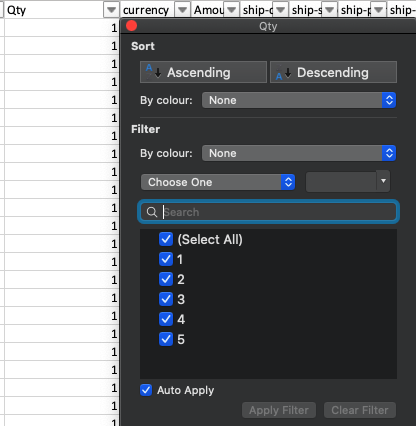 Qty currency Amou ship-c ship-s ship-p ship-
Qty
1
Sort
1
1
Ascending Descending
1
1
By colour: None
1
Filter
1
1
By colour: None
1
Choose One
1
1
Search
1
(Select All)
1
1
1
2
1
3
1
4
1
5
1
1
Auto Apply
1
Apply Filter Clear Filter
1